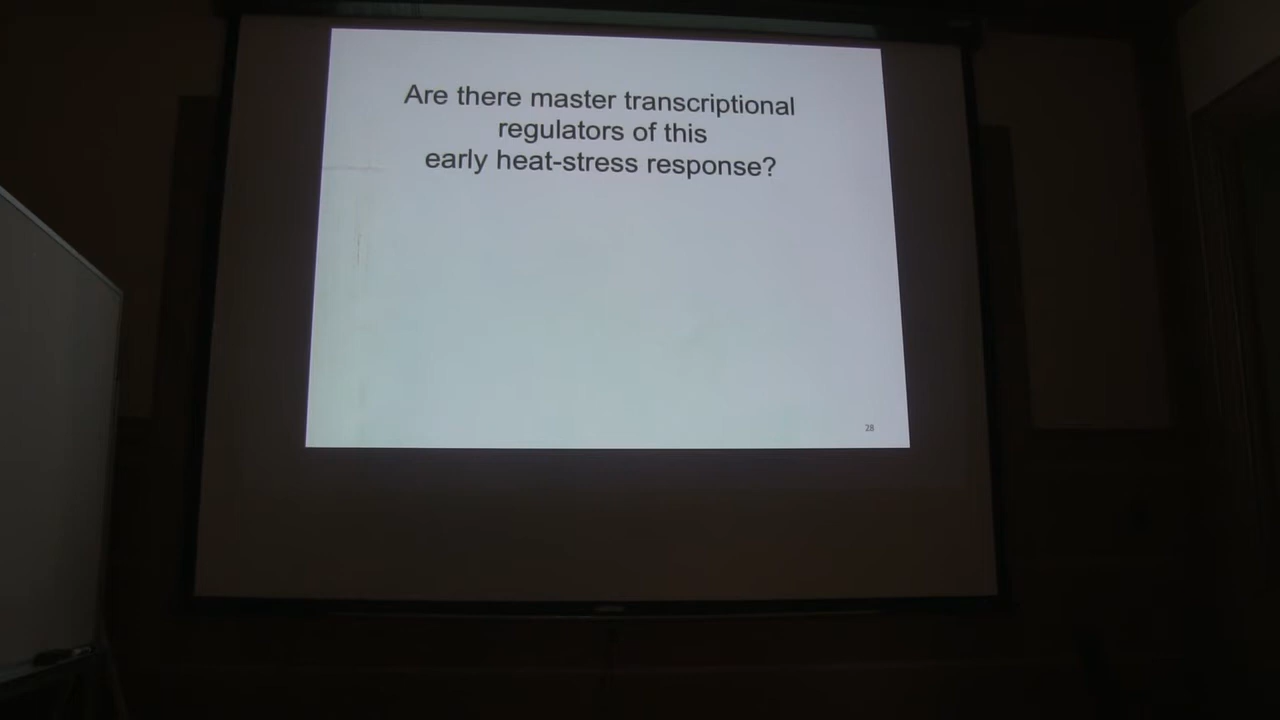 Are there master transcriptional
regulators of this
early heat-stress response?
28